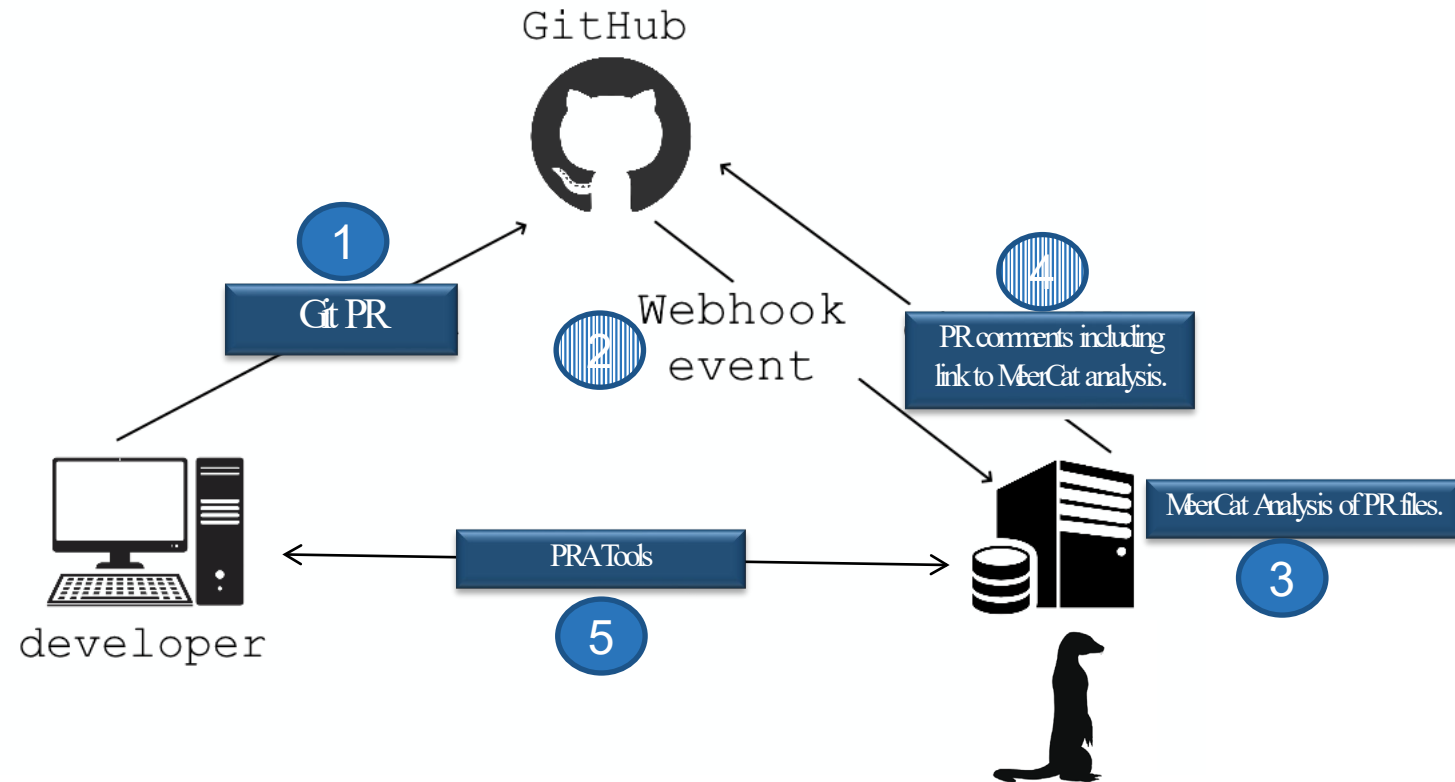 GitHub
1
Git PR
2
Webhook
event
4
PR comments including
link to MeerCat analysis.
MeerCat Analysis of PR files.
3
PRA Tools
5
developer